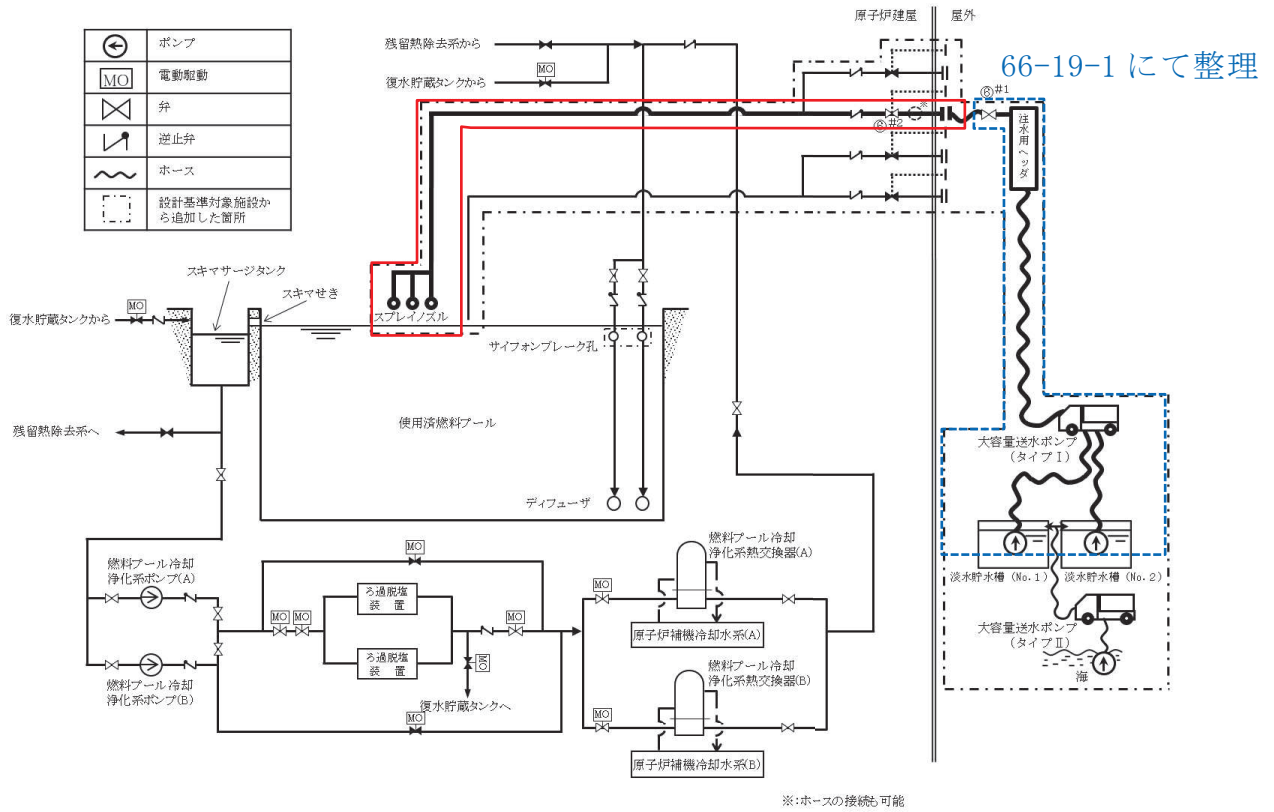 ポンプ
MO
電動駆動
弁
逆止弁
ホース
設計基準対象施設か
ら追加した箇所
残留熱除去系から
復水貯蔵タンクから
MO
原子炉建屋
屋外
66-19-1 にて整理
⑥#1
⑥#2
※
注水用ヘッダ
スキマサージタンク
スキマせき
MO
復水貯蔵タンクから
スプレイノズル
サイフォンブレーク孔
使用済燃料プール
残留熱除去系へ
ディフューザ
大容量送水ポンプ
(タイプⅠ)
淡水貯水槽 (No.1)
淡水貯水槽 (No.2)
大容量送水ポンプ
(タイプⅡ)
海
燃料プール冷却
浄化系ポンプ(A)
燃料プール冷却
浄化系ポンプ(B)
MO
MO
MO
ろ過脱塩
装 置
ろ過脱塩
装 置
MO
MO
復水貯蔵タンクへ
MO
燃料プール冷却
浄化系熱交換器(A)
MO
原子炉補機冷却水系(A)
燃料プール冷却
浄化系熱交換器(B)
MO
原子炉補機冷却水系(B)
※:ホースの接続も可能